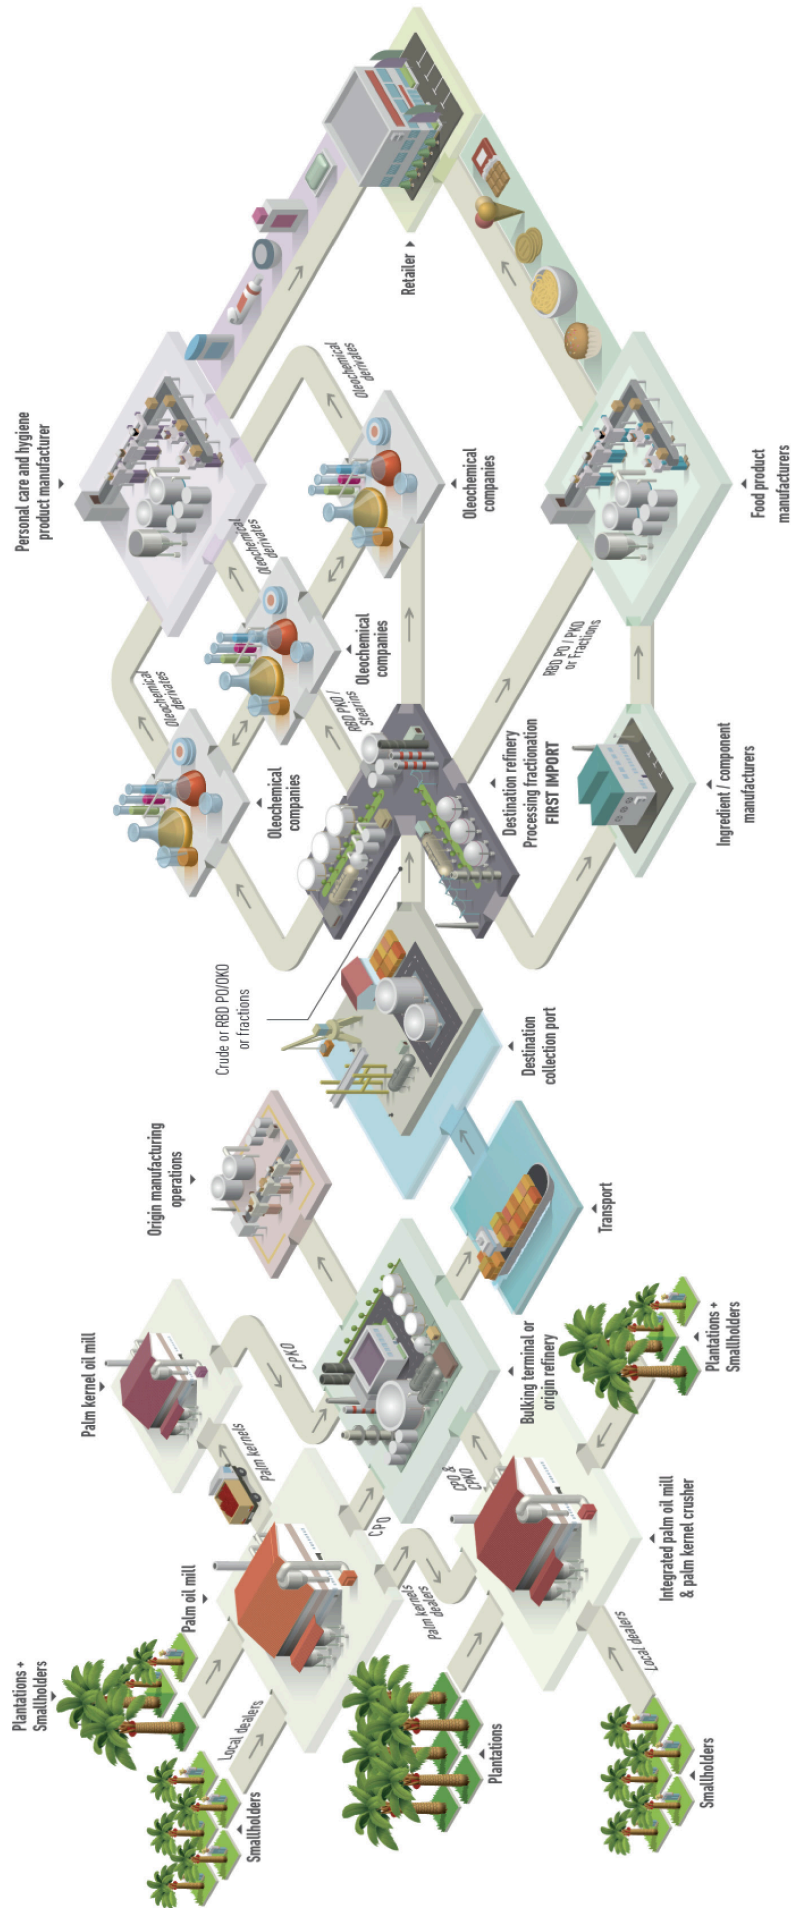 Plantations +
Smallholders
Local dealers
Smallholders
Palm oil mill
Palm kernels
Palm kernel oil mill
CPKO
CPO
Palm kernels
dealers
Plantations
Local dealers
Smallholders
CPO &
CPKO
Integrated palm oil mill
& palm kernel crusher
Plantations +
Smallholders
Bulking terminal or
origin refinery
Origin manufacturing
operations
Transport
Destination
collection port
Crude or RBD PO/OKO
or fractions
Destination refinery
Processing fractionation
FIRST IMPORT
Oleochemical
companies
Oleochemical
derivates
RBD PKO /
Stearins
Oleochemical
companies
Oleochemical
derivates
Oleochemical
companies
Oleochemical
derivates
RBD PO / PKO
or Fractions
Ingredient / component
manufacturers
Personal care and hygiene
product manufacturer
Food product
manufacturers
Retailer